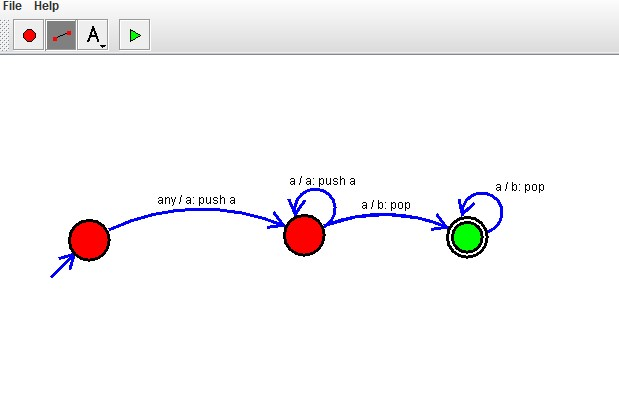 File Help
A
a / a: push a
a / b: pop
any / a: push a
a / b: pop